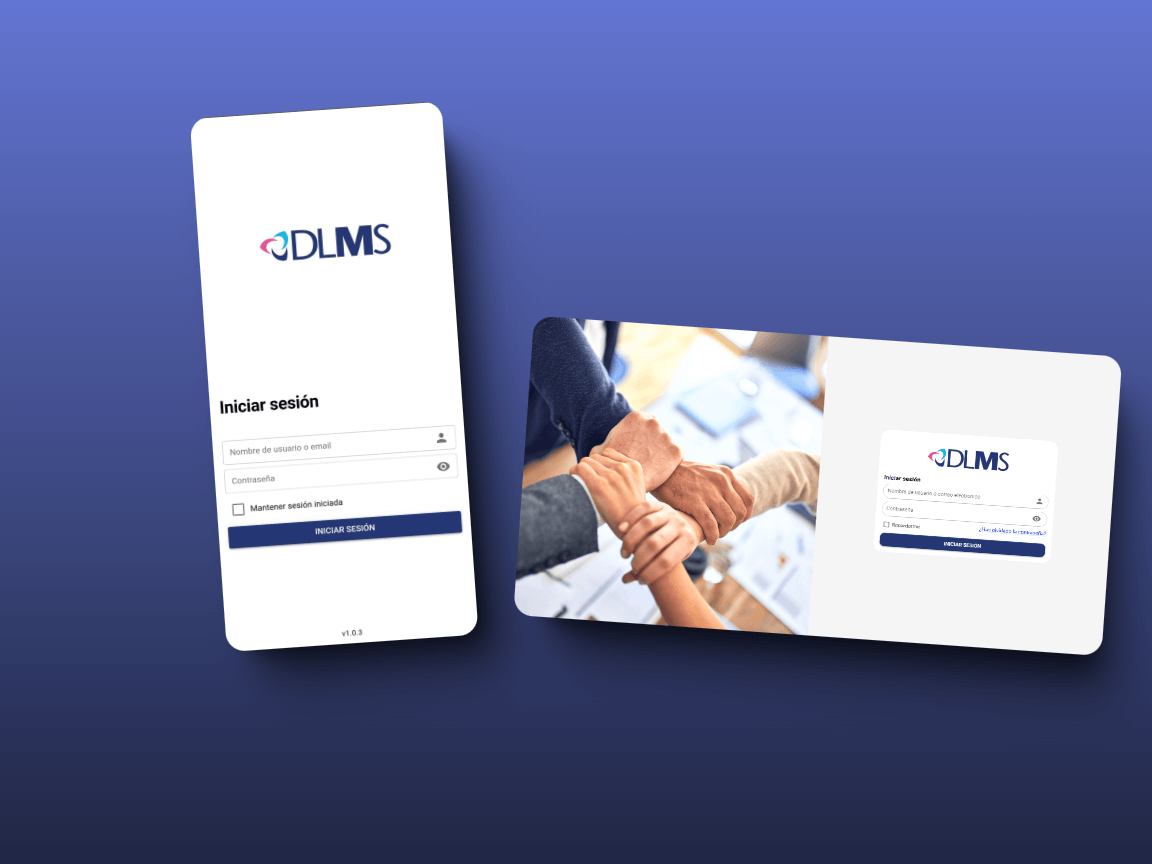 DLMS
Iniciar sesión
Nombre de usuario o email
Contraseña
Mantener sesión iniciada
INICIAR SESIÓN
v1.0.3
DLMS
Iniciar sesión
Nombre de usuario o correo electrónico
Contraseña
Recordarme
¿Has olvidado la contraseña?
INICIAR SESIÓN